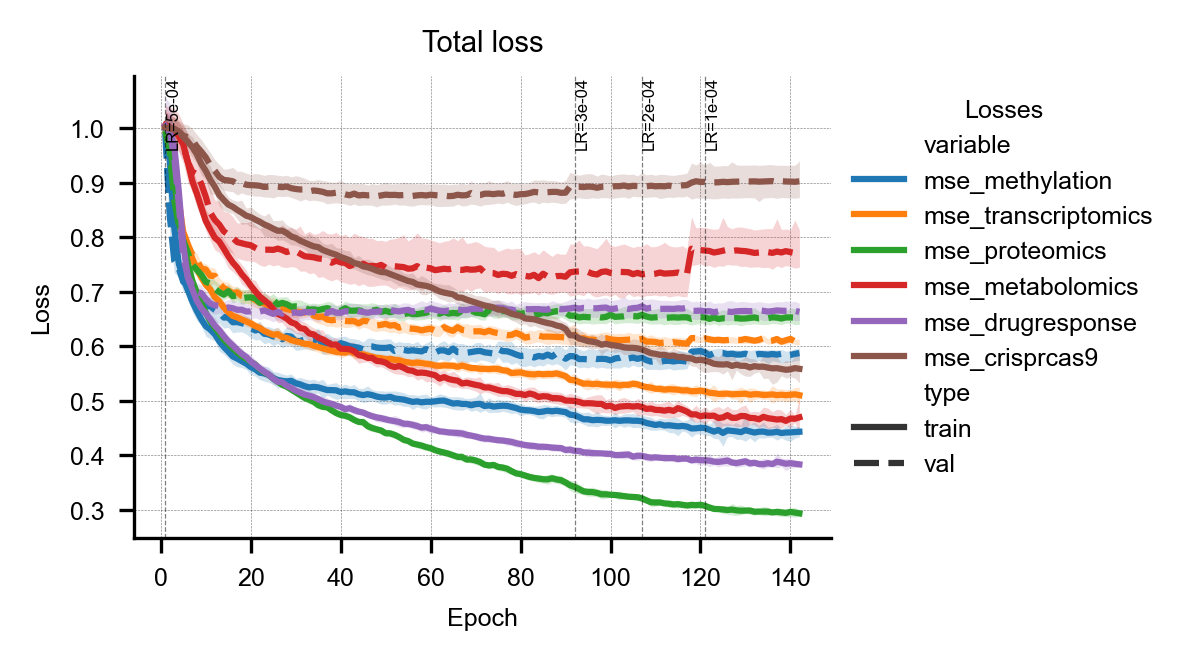 Total loss
LR=5e-04
LR=3e-04
LR=2e-04
LR=1e-04
1.0
0.9
0.8
0.7
0.6
0.5
0.4
0.3
Loss
0 20 40 60 80 100 120 140
Epoch
Losses
variable
mse_methylation
mse_transcriptomics
mse_proteomics
mse_metabolomics
mse_drugresponse
mse_crisprcas9
type
train
val